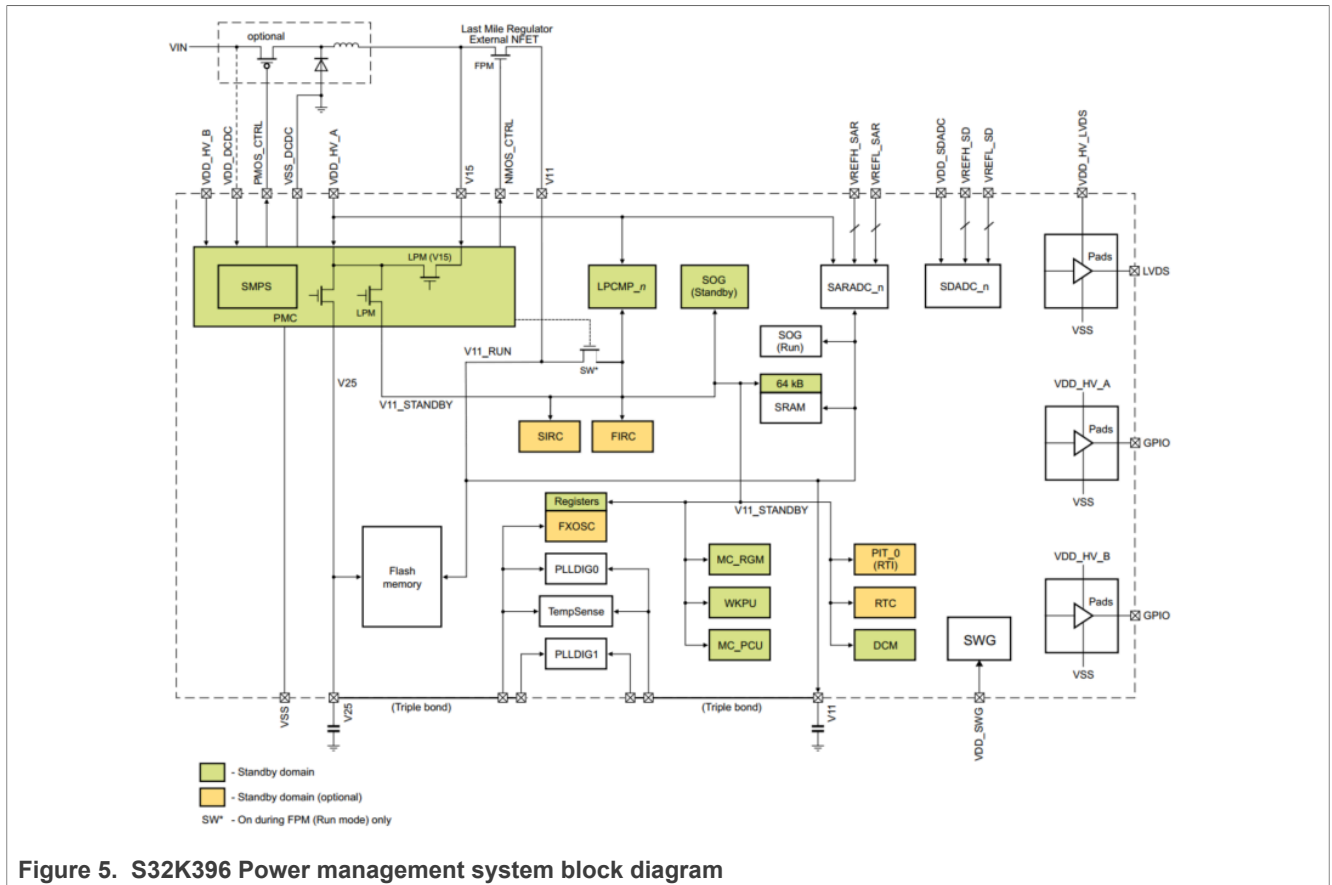 optional
Last Mile Regulator
External NFET
VIN
FPM
VDD_HV_B
VDD_DCDC
PMOS_CTRL
VSS_DCDC
VDD_HV_A
V15
NMOS_CTRL
V11
VREFH_SAR
VREFL_SAR
VDD_SDADC
VREFH_SD
VREFL_SD
VDD_HV_LVDS
SMPS
PMC
LPM (V15)
LPM
LPCMP_n
SOG
(Standby)
SARADC_n
SDADC_n
Pads
LVDS
VSS
SOG
(Run)
V11_RUN
SW*
V25
V11_STANDBY
64 kB
SRAM
VDD_HV_A
Pads
GPIO
VSS
SIRC
FIRC
Registers
FXOSC
V11_STANDBY
Flash
memory
PLLDIG0
TempSense
PLLDIG1
MC_RGM
WKPU
MC_PCU
PIT_0
(RTI)
RTC
DCM
SWG
VDD_HV_B
Pads
GPIO
VSS
VSS
V25
(Triple bond)
(Triple bond)
V11
VDD_SWG
- Standby domain
- Standby domain (optional)
SW* - On during FPM (Run mode) only
Figure 5. S32K396 Power management system block diagram